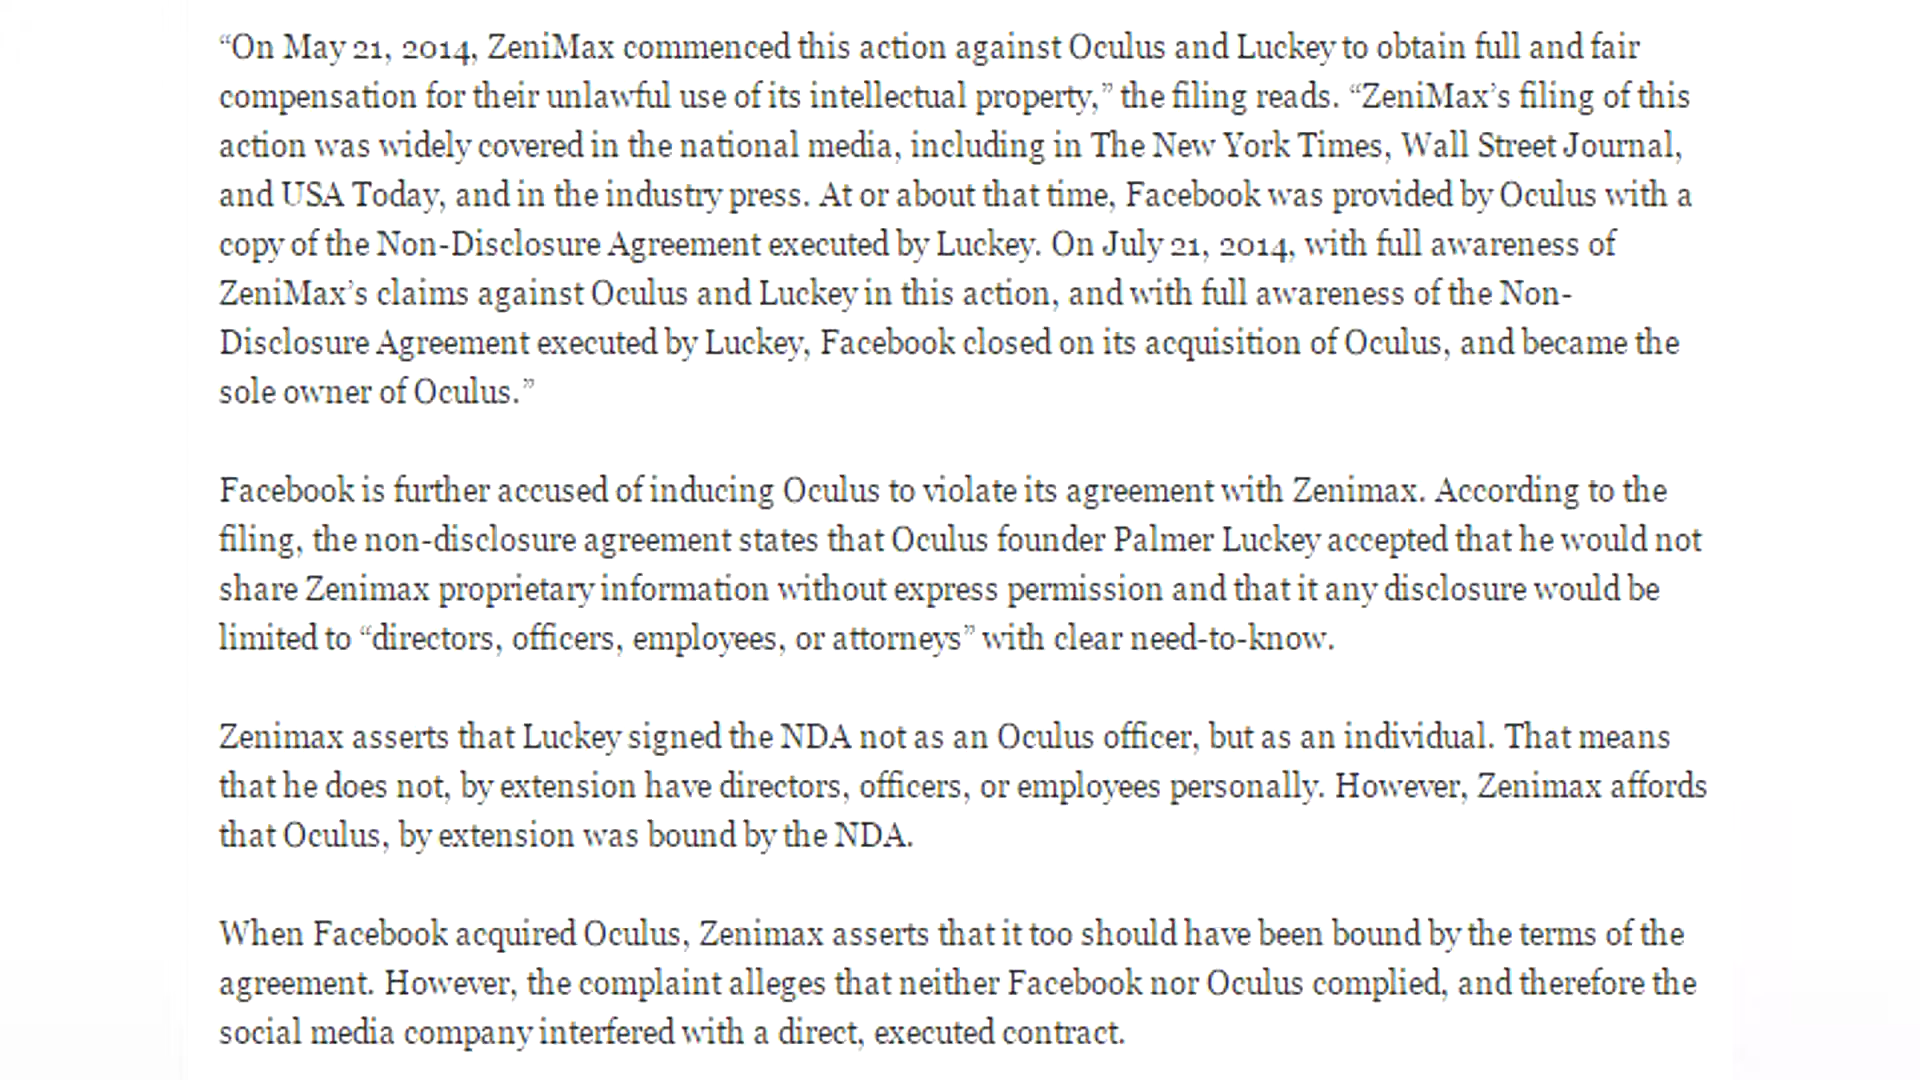 “On May 21, 2014, ZeniMax commenced this action against Oculus and Luckey to obtain full and fair
compensation for their unlawful use of its intellectual property,” the filing reads. “ZeniMax’s filing of this
action was widely covered in the national media, including in The New York Times, Wall Street Journal,
and USA Today, and in the industry press. At or about that time, Facebook was provided by Oculus with a
copy of the Non-Disclosure Agreement executed by Luckey. On July 21, 2014, with full awareness of
ZeniMax’s claims against Oculus and Luckey in this action, and with full awareness of the Non-
Disclosure Agreement executed by Luckey, Facebook closed on its acquisition of Oculus, and became the
sole owner of Oculus.”
Facebook is further accused of inducing Oculus to violate its agreement with Zenimax. According to the
filing, the non-disclosure agreement states that Oculus founder Palmer Luckey accepted that he would not
share Zenimax proprietary information without express permission and that it any disclosure would be
limited to “directors, officers, employees, or attorneys” with clear need-to-know.
Zenimax asserts that Luckey signed the NDA not as an Oculus officer, but as an individual. That means
that he does not, by extension have directors, officers, or employees personally. However, Zenimax affords
that Oculus, by extension was bound by the NDA.
When Facebook acquired Oculus, Zenimax asserts that it too should have been bound by the terms of the
agreement. However, the complaint alleges that neither Facebook nor Oculus complied, and therefore the
social media company interfered with a direct, executed contract.